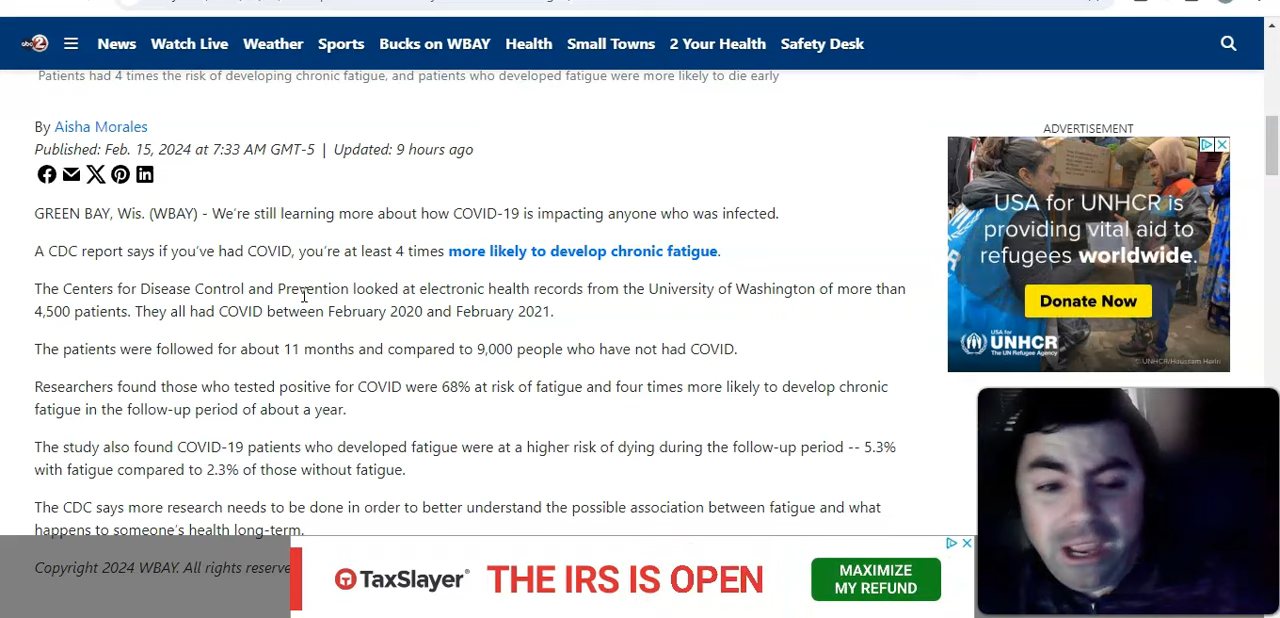 abc 2 News Watch Live Weather Sports Bucks on WBAY Health Small Towns 2 Your Health Safety Desk
Patients had 4 times the risk of developing chronic fatigue, and patients who developed fatigue were more likely to die early
By Aisha Morales
Published: Feb. 15, 2024 at 7:33 AM GMT-5 | Updated: 9 hours ago
GREEN BAY, Wis. (WBAY) - We’re still learning more about how COVID-19 is impacting anyone who was infected.
A CDC report says if you’ve had COVID, you’re at least 4 times more likely to develop chronic fatigue.
The Centers for Disease Control and Prevention looked at electronic health records from the University of Washington of more than
4,500 patients. They all had COVID between February 2020 and February 2021.
The patients were followed for about 11 months and compared to 9,000 people who have not had COVID.
Researchers found those who tested positive for COVID were 68% at risk of fatigue and four times more likely to develop chronic
fatigue in the follow-up period of about a year.
The study also found COVID-19 patients who developed fatigue were at a higher risk of dying during the follow-up period -- 5.3%
with fatigue compared to 2.3% of those without fatigue.
The CDC says more research needs to be done in order to better understand the possible association between fatigue and what
happens to someone’s health long-term.
Copyright 2024 WBAY. All rights reserve
ADVERTISEMENT
USA for UNHCR is
providing vital aid to
refugees worldwide.
Donate Now
USA for
UNHCR
The UN Refugee Agency
© UNHCR/Houssam Hariri
TaxSlayer THE IRS IS OPEN
MAXIMIZE
MY REFUND